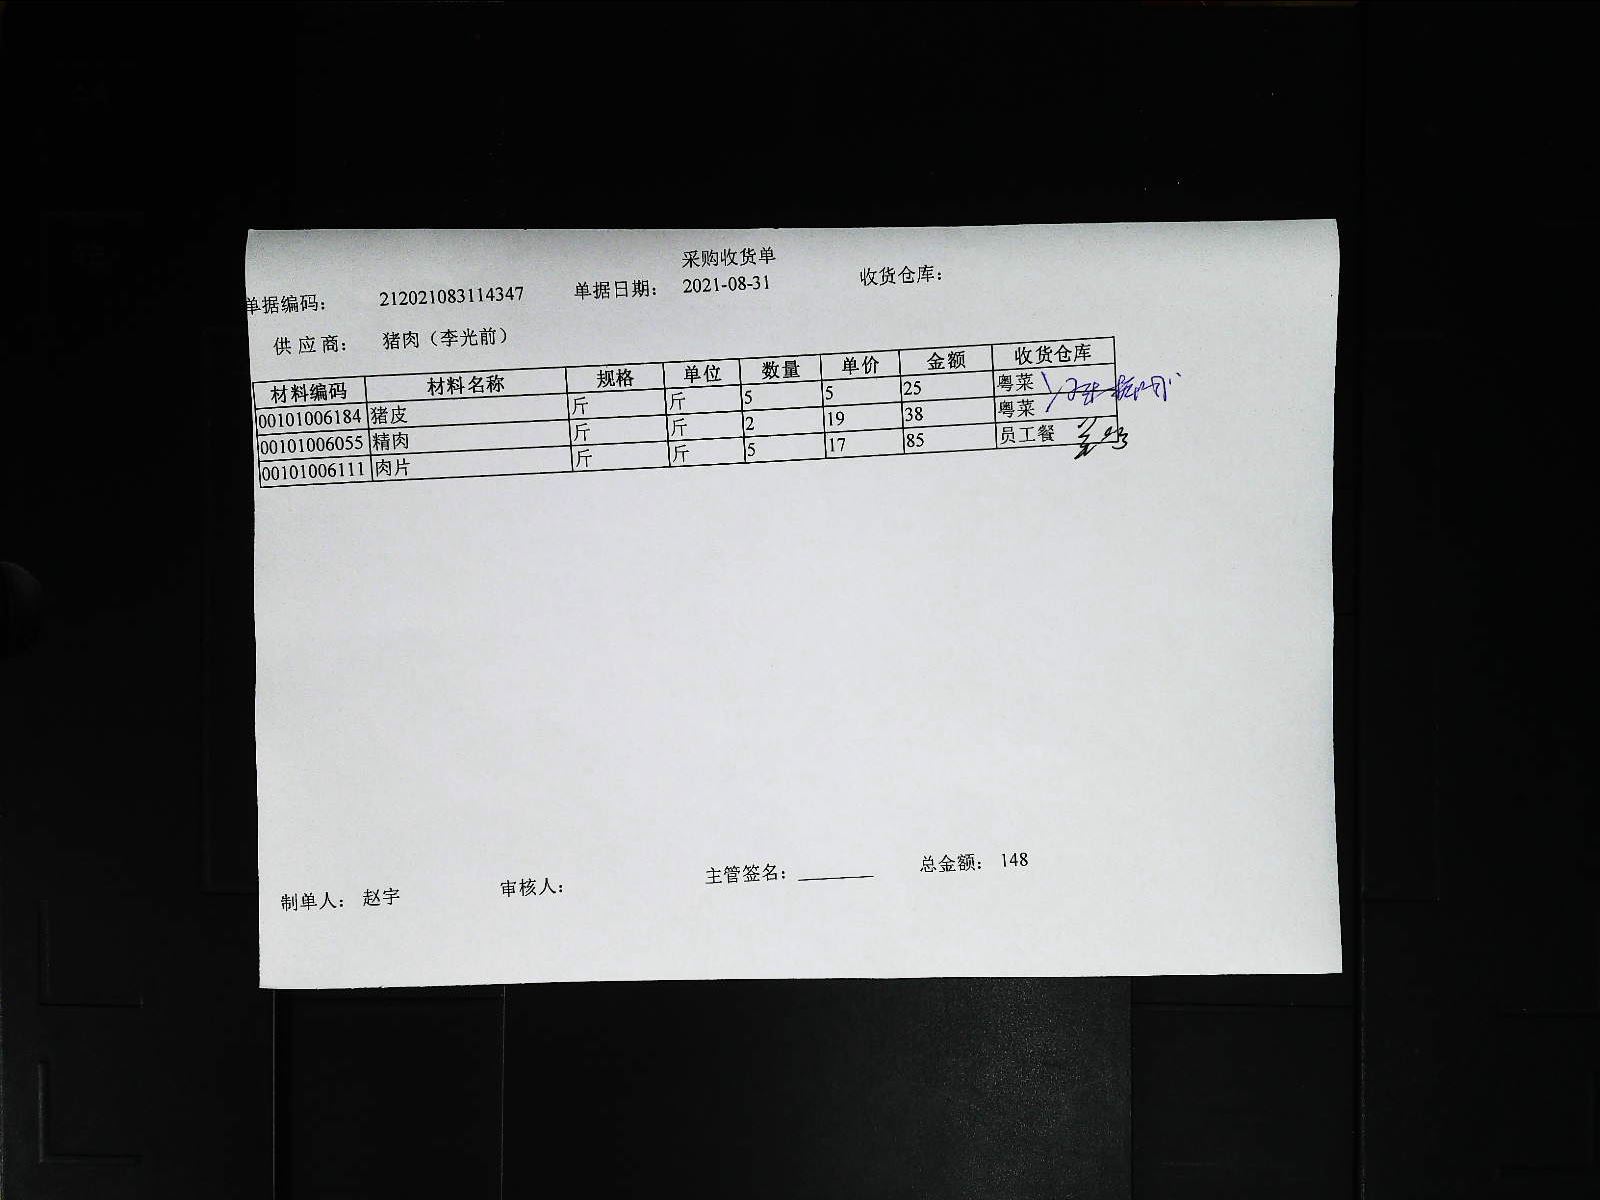 采购收货单
单据编码： 212021083114347 单据日期： 2021-08-31 收货仓库：
供应商： 猪肉（李光前）
材料编码 材料名称 规格 单位 数量 单价 金额 收货仓库
00101006184 猪皮 斤 斤 5 5 25 粤菜
00101006055 精肉 斤 斤 2 19 38 粤菜
00101006111 肉片 斤 斤 5 17 85 员工餐
制单人： 赵宇 审核人： 主管签名： 总金额： 148